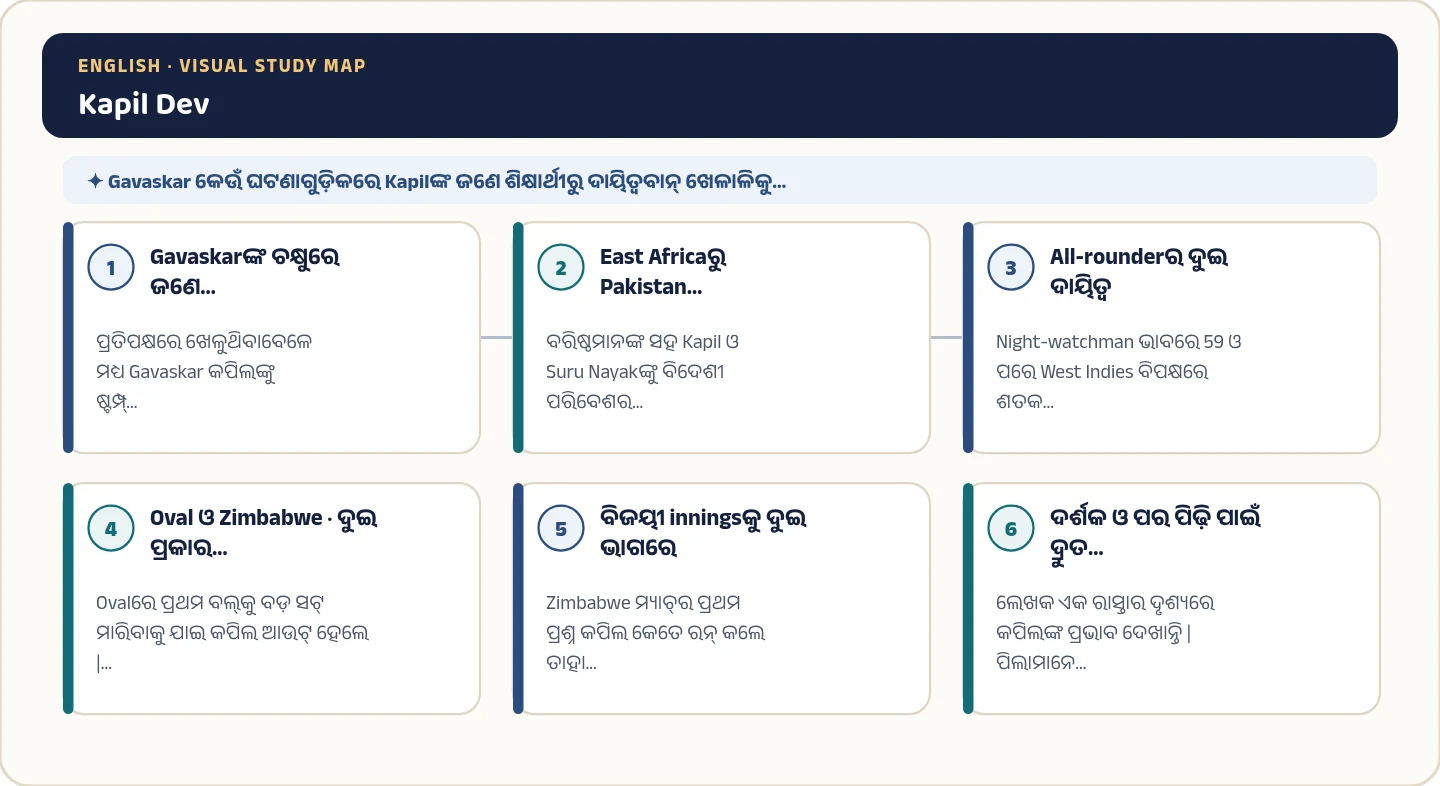 ENGLISH · VISUAL STUDY MAP
Kapil Dev
✦ Gavaskar କେଉଁ ଘଟଣାଗୁଡ଼ିକରେ Kapilଙ୍କ ଜଣେ ଶିକ୍ଷାର୍ଥୀରୁ ଦାୟିତ୍ୱବାନ୍ ଖେଳାଳିକୁ...
1
Gavaskarଙ୍କ ଚକ୍ଷୁରେ
ଜଣେ...
ପ୍ରତିପକ୍ଷରେ ଖେଳୁଥିବାବେଳେ
ମଧ୍ୟ Gavaskar କପିଲଙ୍କୁ
ଷ୍ଟମ୍ପ୍...
2
East Africaରୁ
Pakistan...
ବରିଷ୍ଠମାନଙ୍କ ସହ Kapil ଓ
Suru Nayakଙ୍କୁ ବିଦେଶୀ
ପରିବେଶର...
3
All-rounderର ଦୁଇ
ଦାୟିତ୍ୱ
Night-watchman ଭାବରେ 59 ଓ
ପରେ West Indies ବିପକ୍ଷରେ
ଶତକ...
4
Oval ଓ Zimbabwe · ଦୁଇ
ପ୍ରକାର...
Ovalରେ ପ୍ରଥମ ବଲ୍‌କୁ ବଡ଼ ସଟ୍
ମାରିବାକୁ ଯାଇ କପିଲ ଆଉଟ୍ ହେଲେ
|...
5
ବିଜୟୀ inningsକୁ ଦୁଇ
ଭାଗରେ
Zimbabwe ମ୍ୟାଚ୍‌ର ପ୍ରଥମ
ପ୍ରଶ୍ନ କପିଲ କେତେ ରନ୍ କଲେ
ତାହା...
6
ଦର୍ଶକ ଓ ପର ପିଢ଼ି ପାଇଁ
ଦ୍ରୁତ...
ଲେଖକ ଏକ ରାସ୍ତାର ଦୃଶ୍ୟରେ
କପିଲଙ୍କ ପ୍ରଭାବ ଦେଖାନ୍ତି |
ପିଲାମାନେ...